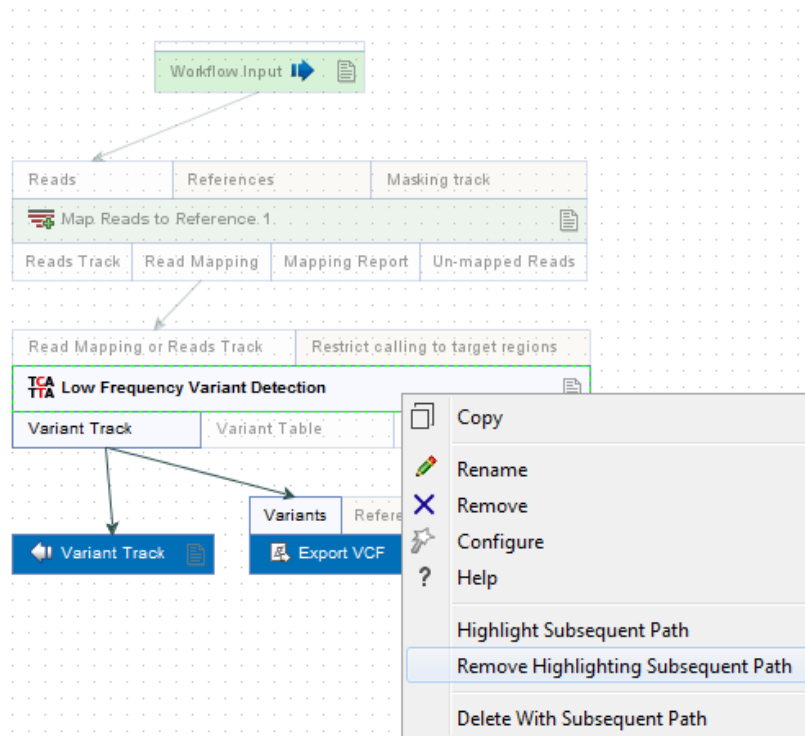 Workflow Input
Reads References Masking track
Map Reads to Reference 1
Reads Track Read Mapping Mapping Report Un-mapped Reads
Read Mapping or Reads Track Restrict calling to target regions
TCA
TTA Low Frequency Variant Detection
Variant Track Variant Table
Variants
Variant Track Export VCF
Copy
Rename
Remove
Configure
? Help
Highlight Subsequent Path
Remove Highlighting Subsequent Path
Delete With Subsequent Path